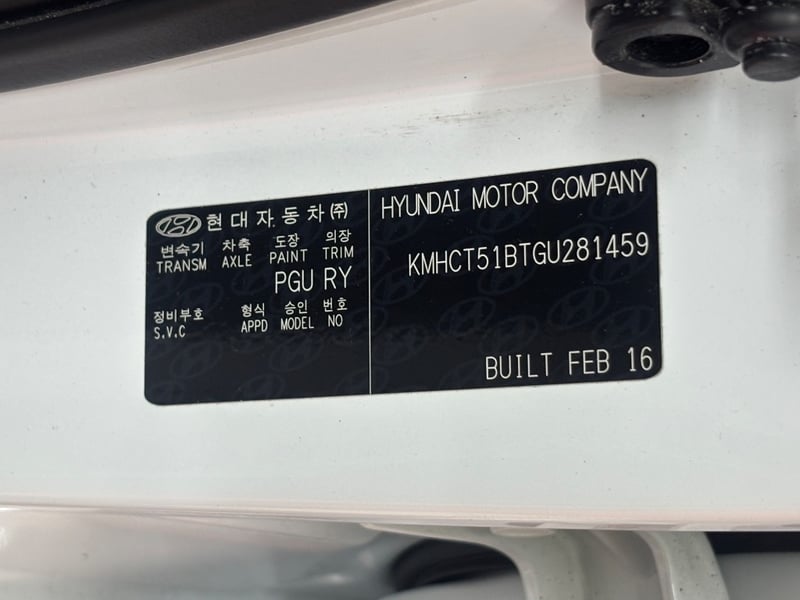 현대자동차㈜
변속기 차축 도장 의장
TRANSM AXLE PAINT TRIM
PGU RY
정비부호 형식 승인 번호
S.V.C APPD MODEL NO
HYUNDAI MOTOR COMPANY
KMHCT51BTGU281459
BUILT FEB 16